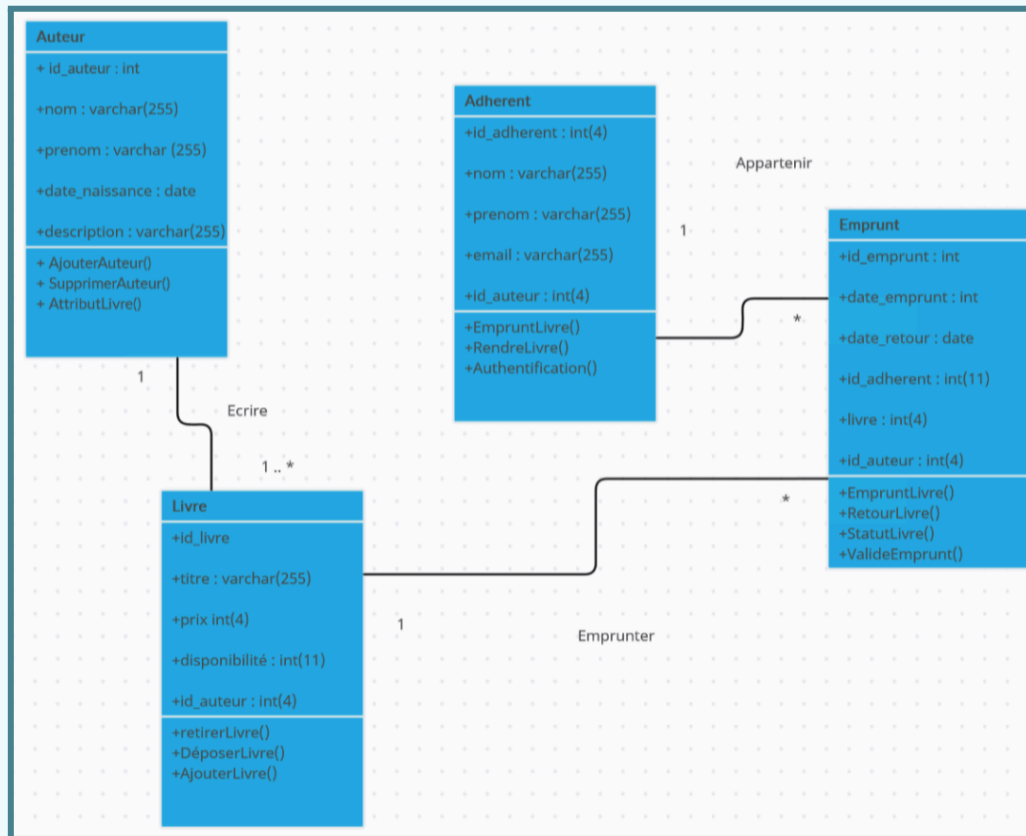 Auteur
+ id_auteur : int
+nom : varchar(255)
+prenom : varchar (255)
+date_naissance : date
+description : varchar(255)
+ AjouterAuteur()
+ SupprimerAuteur()
+ AttributLivre()
Adherent
+id_adherent : int(4)
+nom : varchar(255)
+prenom : varchar(255)
+email : varchar(255)
+id_auteur : int(4)
+EmpruntLivre()
+RendreLivre()
+Authentification()
Appartenir
1
*
Emprunt
+id_emprunt : int
+date_emprunt : int
+date_retour : date
+id_adherent : int(11)
+livre : int(4)
+id_auteur : int(4)
+EmpruntLivre()
+RetourLivre()
+StatutLivre()
+ValideEmprunt()
1
Ecrire
1 .. *
Livre
+id_livre
+titre : varchar(255)
+prix int(4)
+disponibilité : int(11)
+id_auteur : int(4)
+retirerLivre()
+DéposerLivre()
+AjouterLivre()
*
1
Emprunter